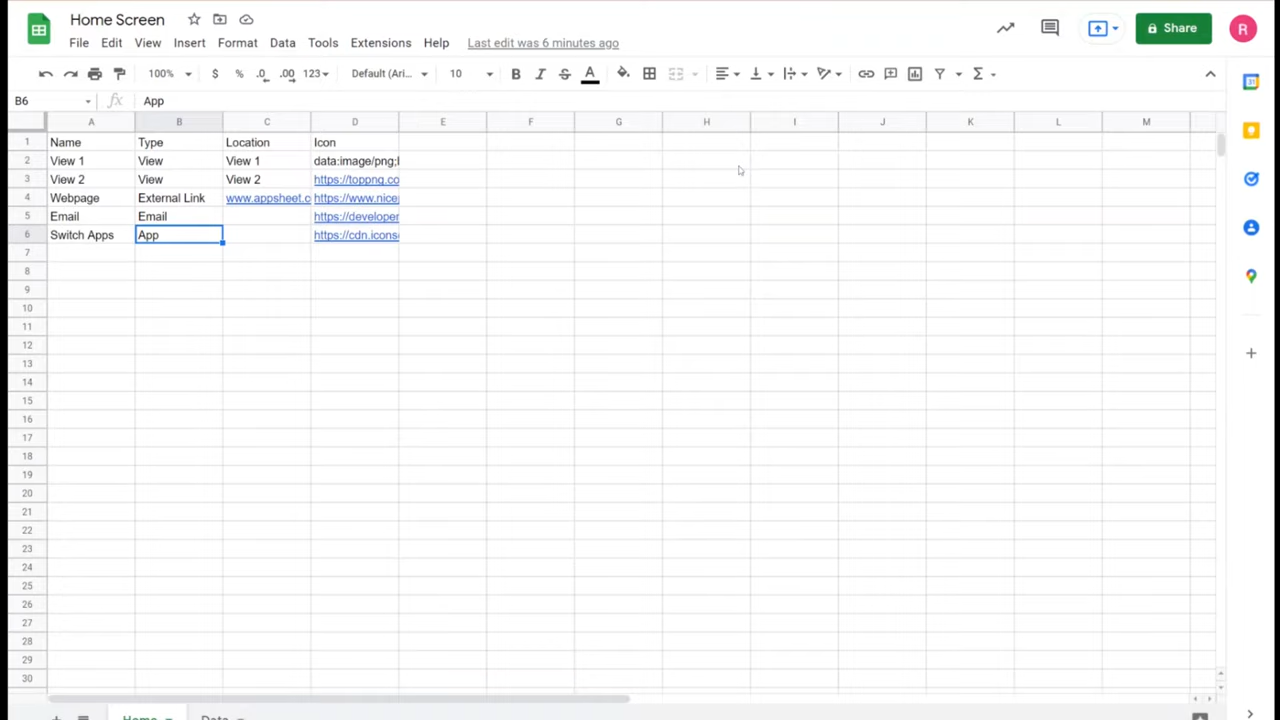 Home Screen
File Edit View Insert Format Data Tools Extensions Help Last edit was 6 minutes ago
Share
R
100% $ % .0 .00 123 Default (Ari... 10 B I S A
B6 fx App
A B C D E F G H I J K L M
1 Name Type Location Icon
2 View 1 View View 1 data:image/png;
3 View 2 View View 2 https://toppng.co
4 Webpage External Link www.appsheet.c https://www.nice
5 Email Email https://developer
6 Switch Apps App https://cdn.icons
7
8
9
10
11
12
13
14
15
16
17
18
19
20
21
22
23
24
25
26
27
28
29
30
Home Data